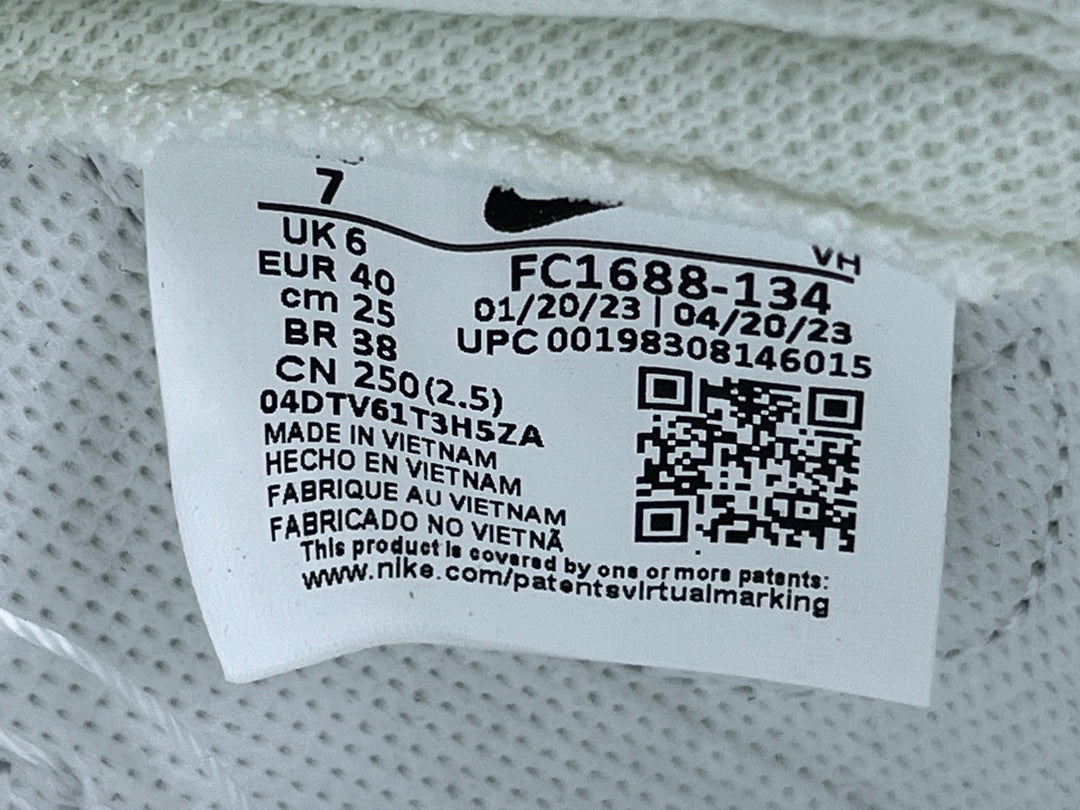 7
UK 6
EUR 40
cm 25
BR 38
CN 250(2.5)
04DTV61T3H5ZA
MADE IN VIETNAM
HECHO EN VIETNAM
FABRIQUE AU VIETNAM
FABRICADO NO VIETNÃ
VH
FC1688-134
01/20/23 | 04/20/23
UPC 00198308146015
This product is covered by one or more patents:
www.nike.com/patentsvirtualmarking